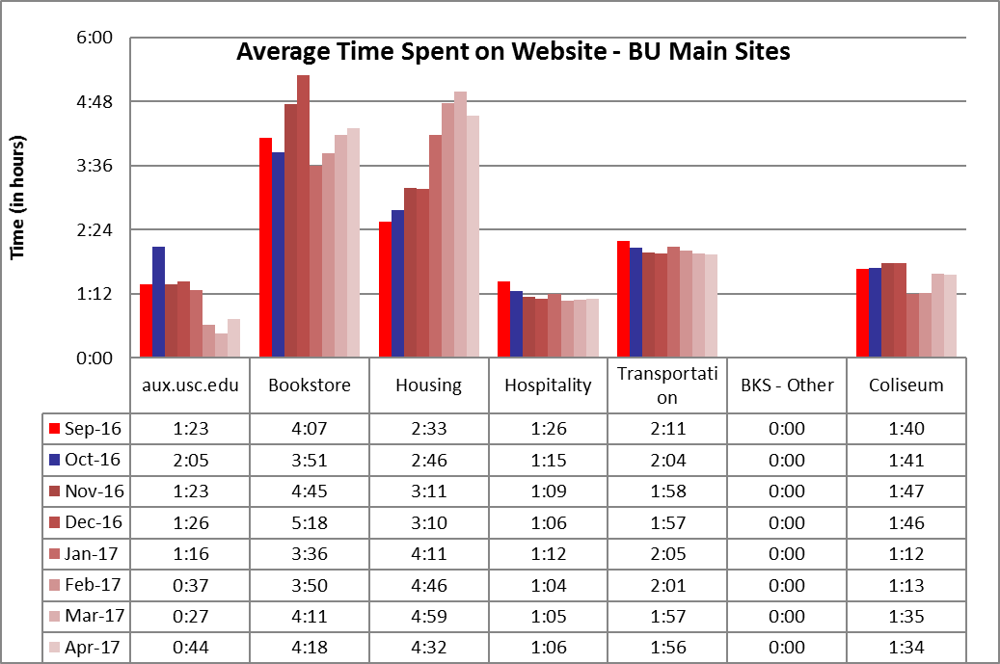 Average Time Spent on Website - BU Main Sites
Time (in hours)
6:00
4:48
3:36
2:24
1:12
0:00
aux.usc.edu Bookstore Housing Hospitality Transportati BKS - Other Coliseum
on
Sep-16 1:23 4:07 2:33 1:26 2:11 0:00 1:40
Oct-16 2:05 3:51 2:46 1:15 2:04 0:00 1:41
Nov-16 1:23 4:45 3:11 1:09 1:58 0:00 1:47
Dec-16 1:26 5:18 3:10 1:06 1:57 0:00 1:46
Jan-17 1:16 3:36 4:11 1:12 2:05 0:00 1:12
Feb-17 0:37 3:50 4:46 1:04 2:01 0:00 1:13
Mar-17 0:27 4:11 4:59 1:05 1:57 0:00 1:35
Apr-17 0:44 4:18 4:32 1:06 1:56 0:00 1:34